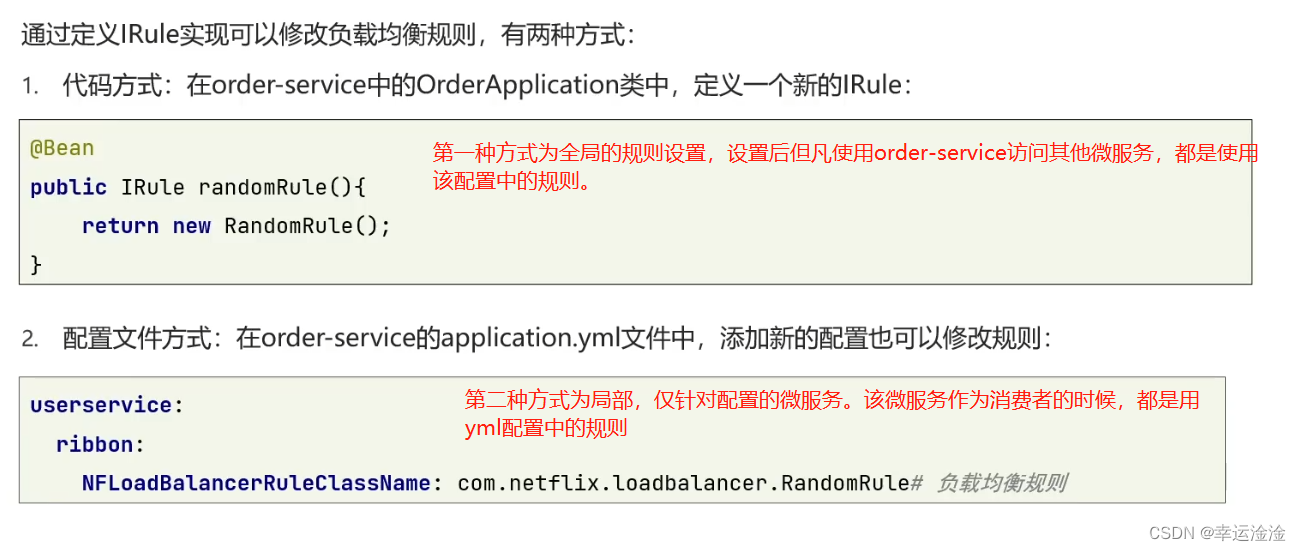 通过定义IRule实现可以修改负载均衡规则，有两种方式：
1. 代码方式：在order-service中的OrderApplication类中，定义一个新的IRule：
@Bean
第一种方式为全局的规则设置，设置后但凡使用order-service访问其他微服务，都是使用
该配置中的规则。
public IRule randomRule(){
return new RandomRule();
}
2. 配置文件方式：在order-service的application.yml文件中，添加新的配置也可以修改规则：
userservice:
第二种方式为局部，仅针对配置的微服务。该微服务作为消费者的时候，都是用
yml配置中的规则
ribbon:
NFLoadBalancerRuleClassName: com.netflix.loadbalancer.RandomRule# 负载均衡规则
CSDN @幸运淦淦